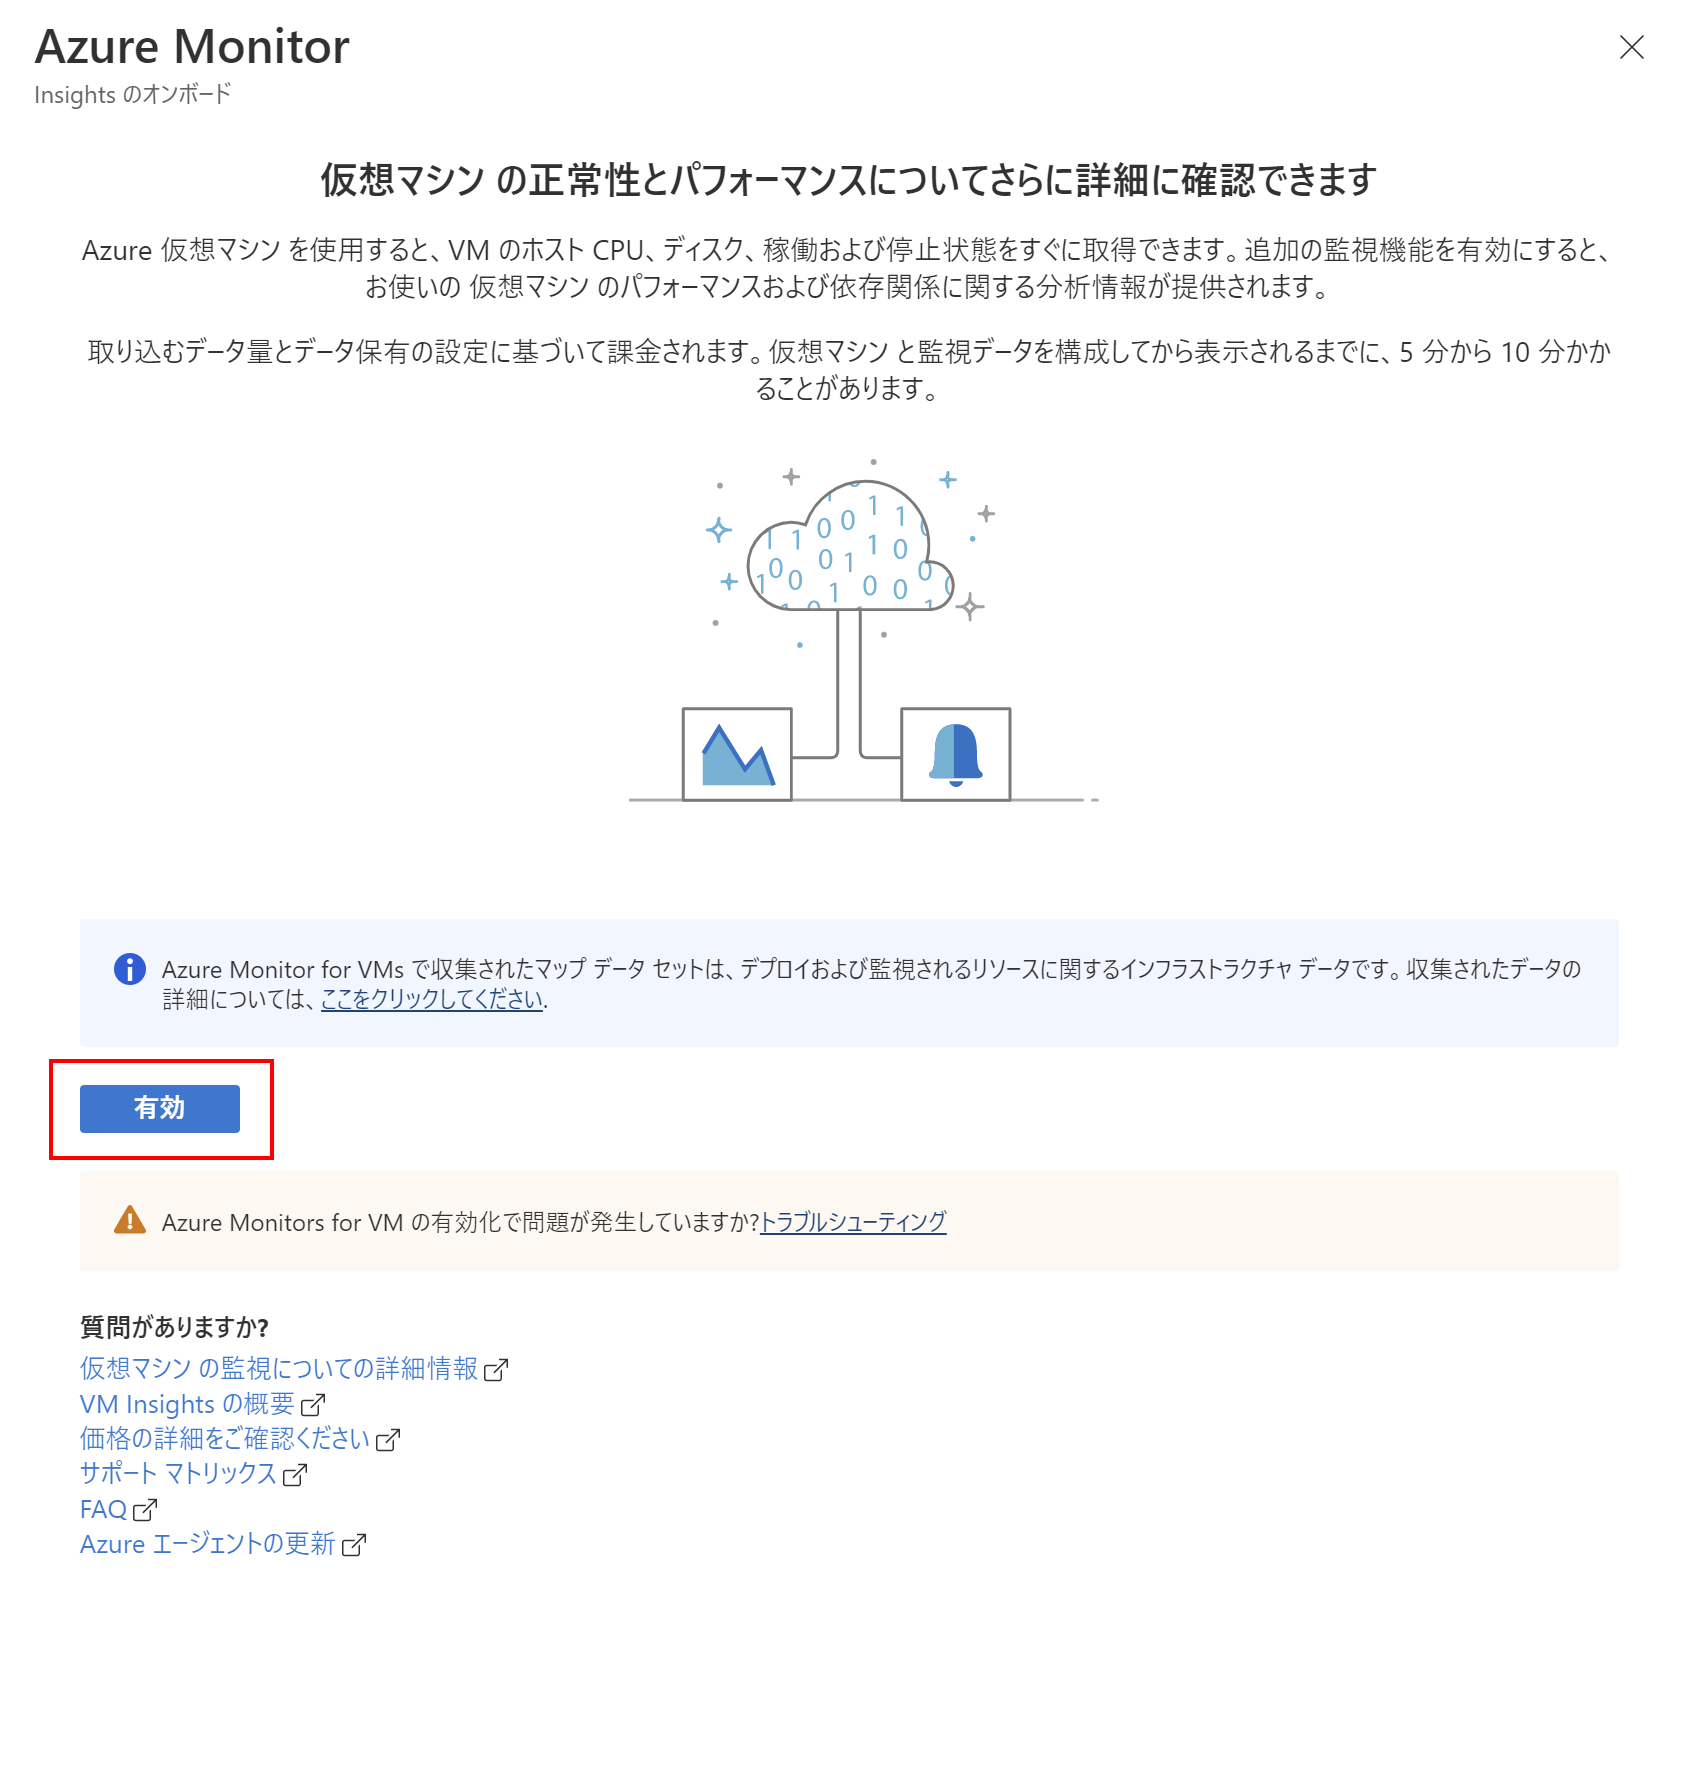 Azure Monitor
Insights のオンボード
仮想マシン の正常性とパフォーマンスについてさらに詳細に確認できます
Azure 仮想マシン を使用すると、VM のホスト CPU、ディスク、稼働および停止状態をすぐに取得できます。追加の監視機能を有効にすると、
お使いの 仮想マシン のパフォーマンスおよび依存関係に関する分析情報が提供されます。
取り込むデータ量とデータ保有の設定に基づいて課金されます。仮想マシン と監視データを構成してから表示されるまでに、5 分から 10 分かか
ることがあります。
Azure Monitor for VMs で収集されたマップ データ セットは、デプロイおよび監視されるリソースに関するインフラストラクチャ データです。収集されたデータの
詳細については、ここをクリックしてください.
有効
Azure Monitors for VM の有効化で問題が発生していますか?トラブルシューティング
質問がありますか?
仮想マシン の監視についての詳細情報
VM Insights の概要
価格の詳細をご確認ください
サポート マトリックス
FAQ
Azure エージェントの更新